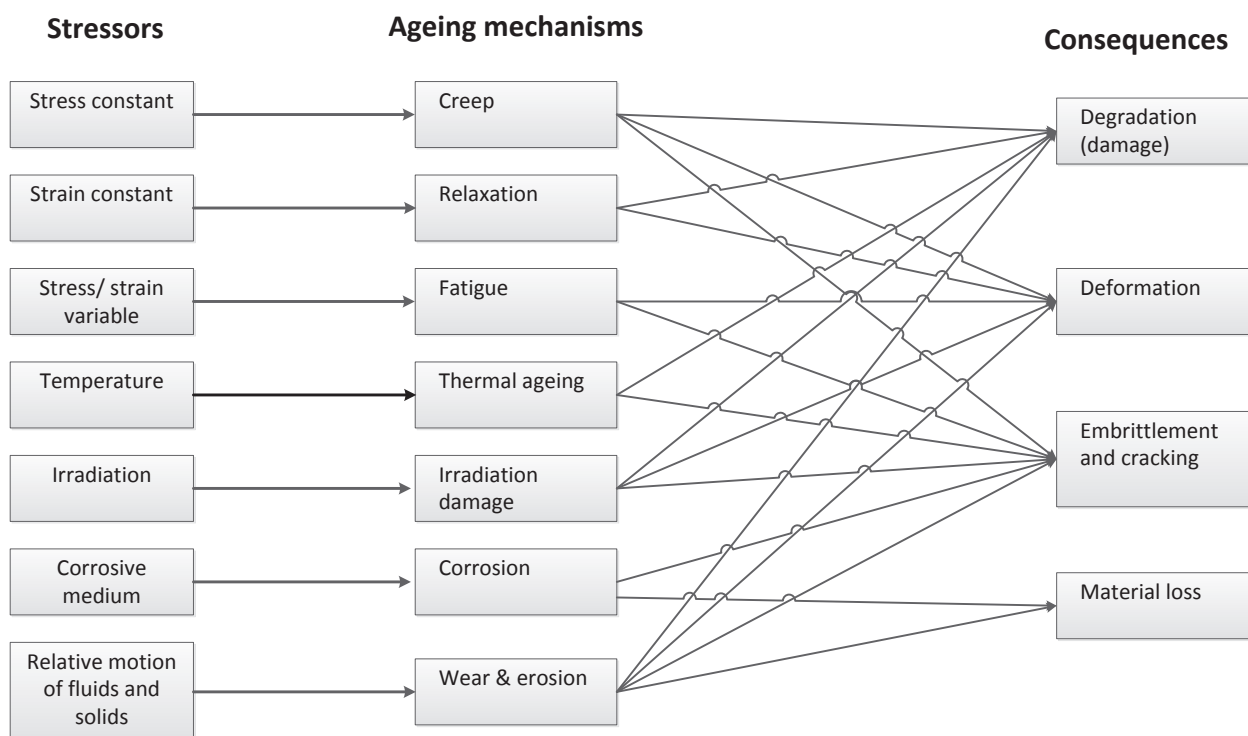 Stressors
Ageing mechanisms
Consequences
Stress constant
Creep
Degradation
(damage)
Strain constant
Relaxation
Stress/ strain
variable
Fatigue
Deformation
Temperature
Thermal ageing
Embrittlement
and cracking
Irradiation
Irradiation
damage
Corrosive
medium
Corrosion
Material loss
Relative motion
of fluids and
solids
Wear & erosion